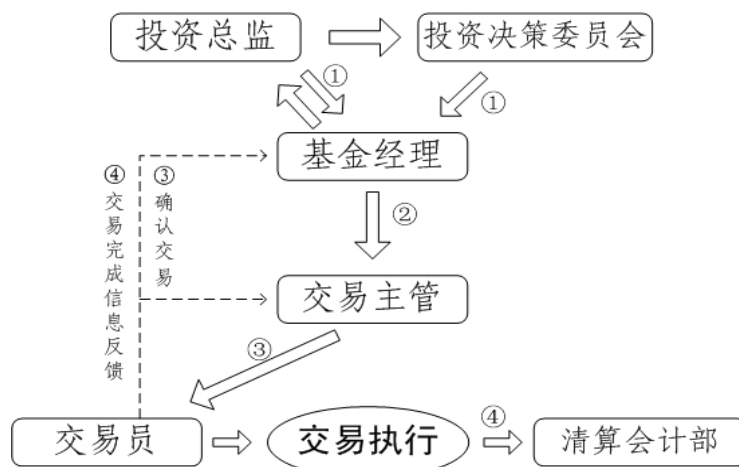 投资总监
投资决策委员会
①
①
基金经理
④交易完成信息反馈
③确认交易
②
交易主管
③
交易员
交易执行
④
清算会计部